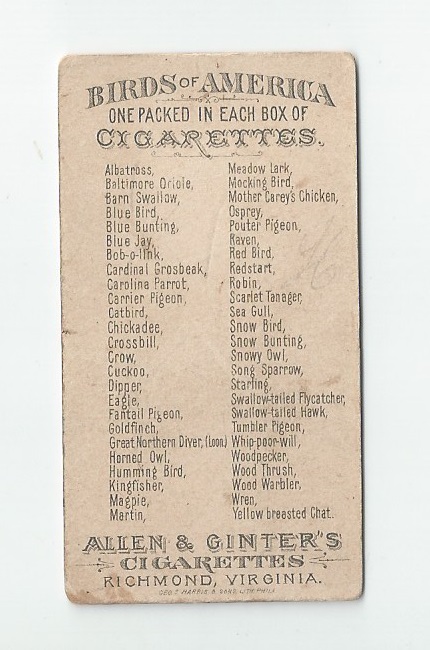 BIRDS OF AMERICA
ONE PACKED IN EACH BOX OF
CIGARETTES.
Albatross,
Baltimore Oriole,
Barn Swallow,
Blue Bird,
Blue Bunting,
Blue Jay,
Bob-o-link,
Cardinal Grosbeak,
Carolina Parrot,
Carrier Pigeon,
Catbird,
Chickadee,
Crossbill,
Crow,
Cuckoo,
Dipper,
Eagle,
Fantail Pigeon,
Goldfinch,
Great Northern Diver, (Loon)
Horned Owl,
Humming Bird,
Kingfisher,
Magpie,
Martin,
Meadow Lark,
Mocking Bird,
Mother Carey's Chicken,
Osprey,
Pouter Pigeon,
Raven,
Red Bird,
Redstart,
Robin,
Scarlet Tanager,
Sea Gull,
Snow Bird,
Snow Bunting,
Snowy Owl,
Song Sparrow,
Starling,
Swallow-tailed Flycatcher,
Swallow-tailed Hawk,
Tumbler Pigeon,
Whip-poor-will,
Woodpecker,
Wood Thrush,
Wood Warbler,
Wren,
Yellow breasted Chat.
ALLEN & GINTER'S
CIGARETTES
RICHMOND, VIRGINIA.
GEO. S. HARRIS & SONS, LITH. PHILA.